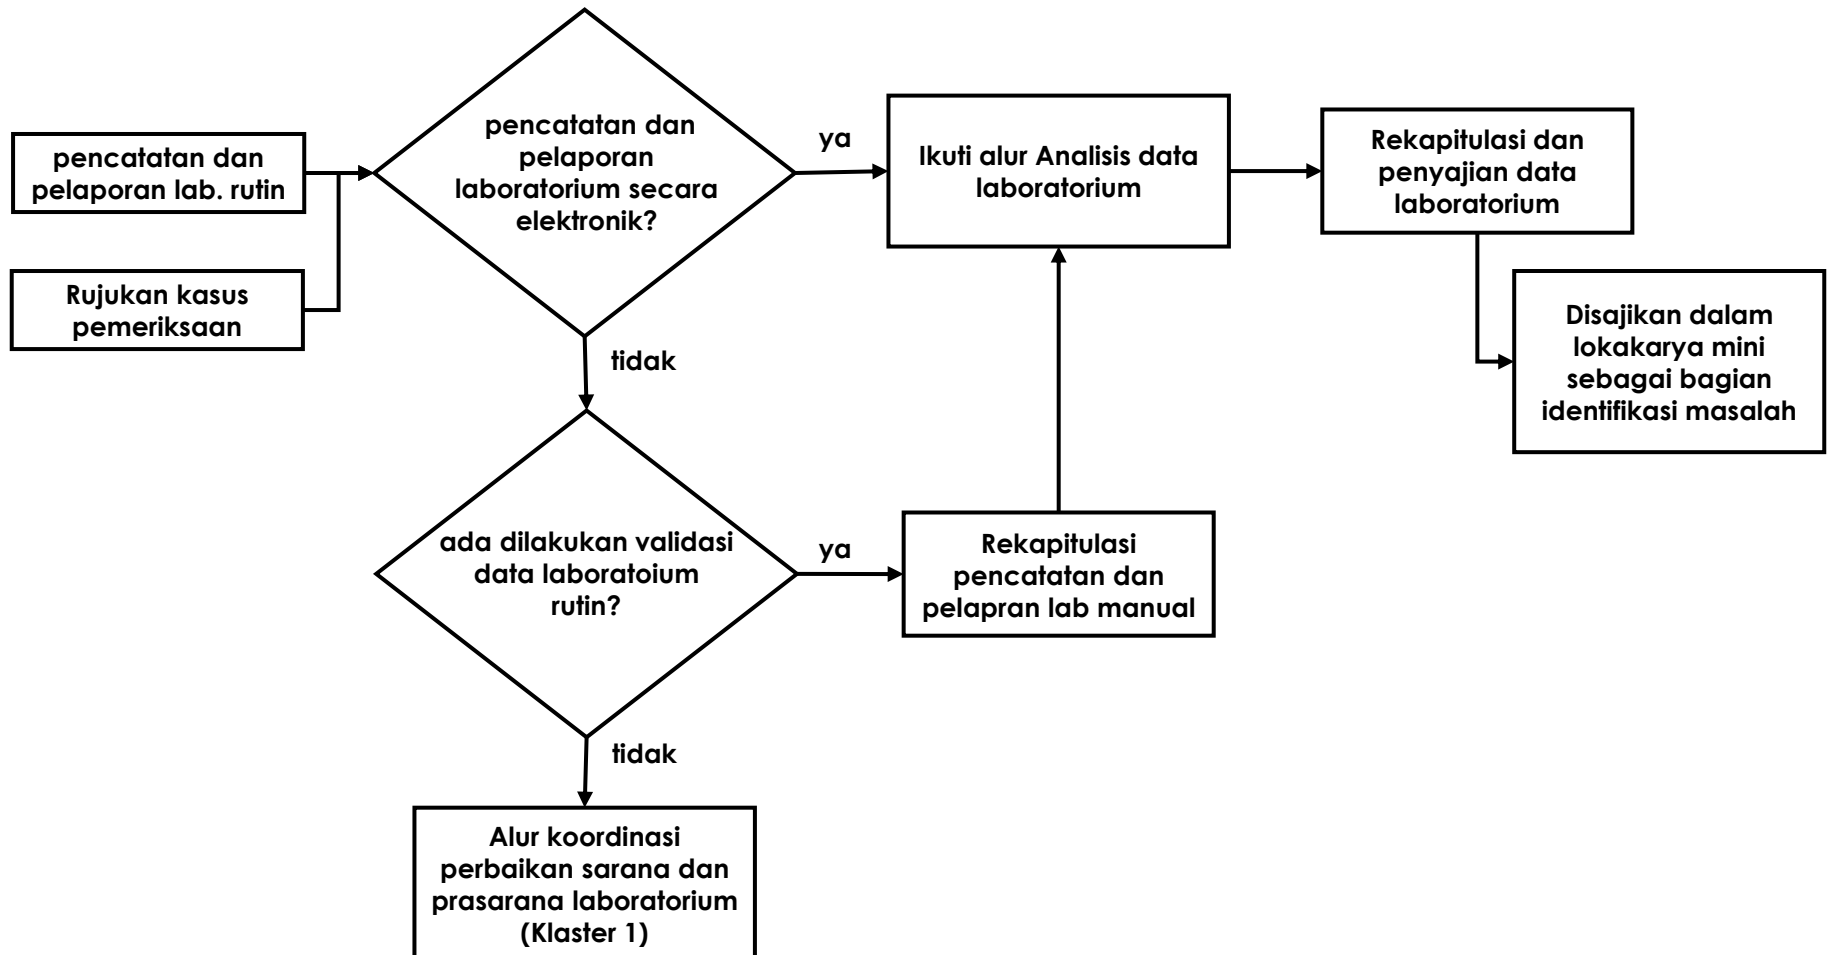 pencatatan dan
pelaporan lab. rutin
Rujukan kasus
pemeriksaan
pencatatan dan
pelaporan
laboratorium secara
elektronik?
ya
tidak
Ikuti alur Analisis data
laboratorium
Rekapitulasi dan
penyajian data
laboratorium
Disajikan dalam
lokakarya mini
sebagai bagian
identifikasi masalah
ada dilakukan validasi
data laboratoium
rutin?
ya
tidak
Rekapitulasi
pencatatan dan
pelapran lab manual
Alur koordinasi
perbaikan sarana dan
prasarana laboratorium
(Klaster 1)